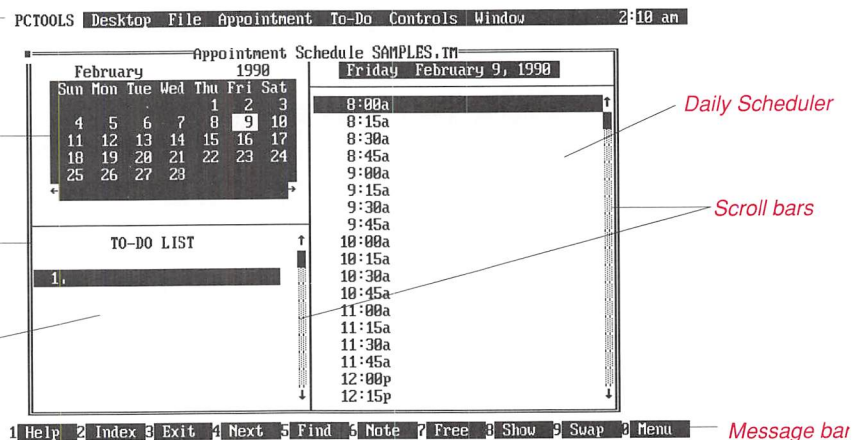 PCTOOLS Desktop File Appointment To-Do Controls Window 2:10 am
Appointment Schedule SAMPLES.TM
February 1990
Sun Mon Tue Wed Thu Fri Sat
1 2 3
4 5 6 7 8 9 10
11 12 13 14 15 16 17
18 19 20 21 22 23 24
25 26 27 28
TO-DO LIST
1.
Friday February 9, 1990
8:00a
8:15a
8:30a
8:45a
9:00a
9:15a
9:30a
9:45a
10:00a
10:15a
10:30a
10:45a
11:00a
11:15a
11:30a
11:45a
12:00p
12:15p
Daily Scheduler
Scroll bars
1 Help 2 Index 3 Exit 4 Next 5 Find 6 Note 7 Free 8 Show 9 Swap 0 Menu
Message bar